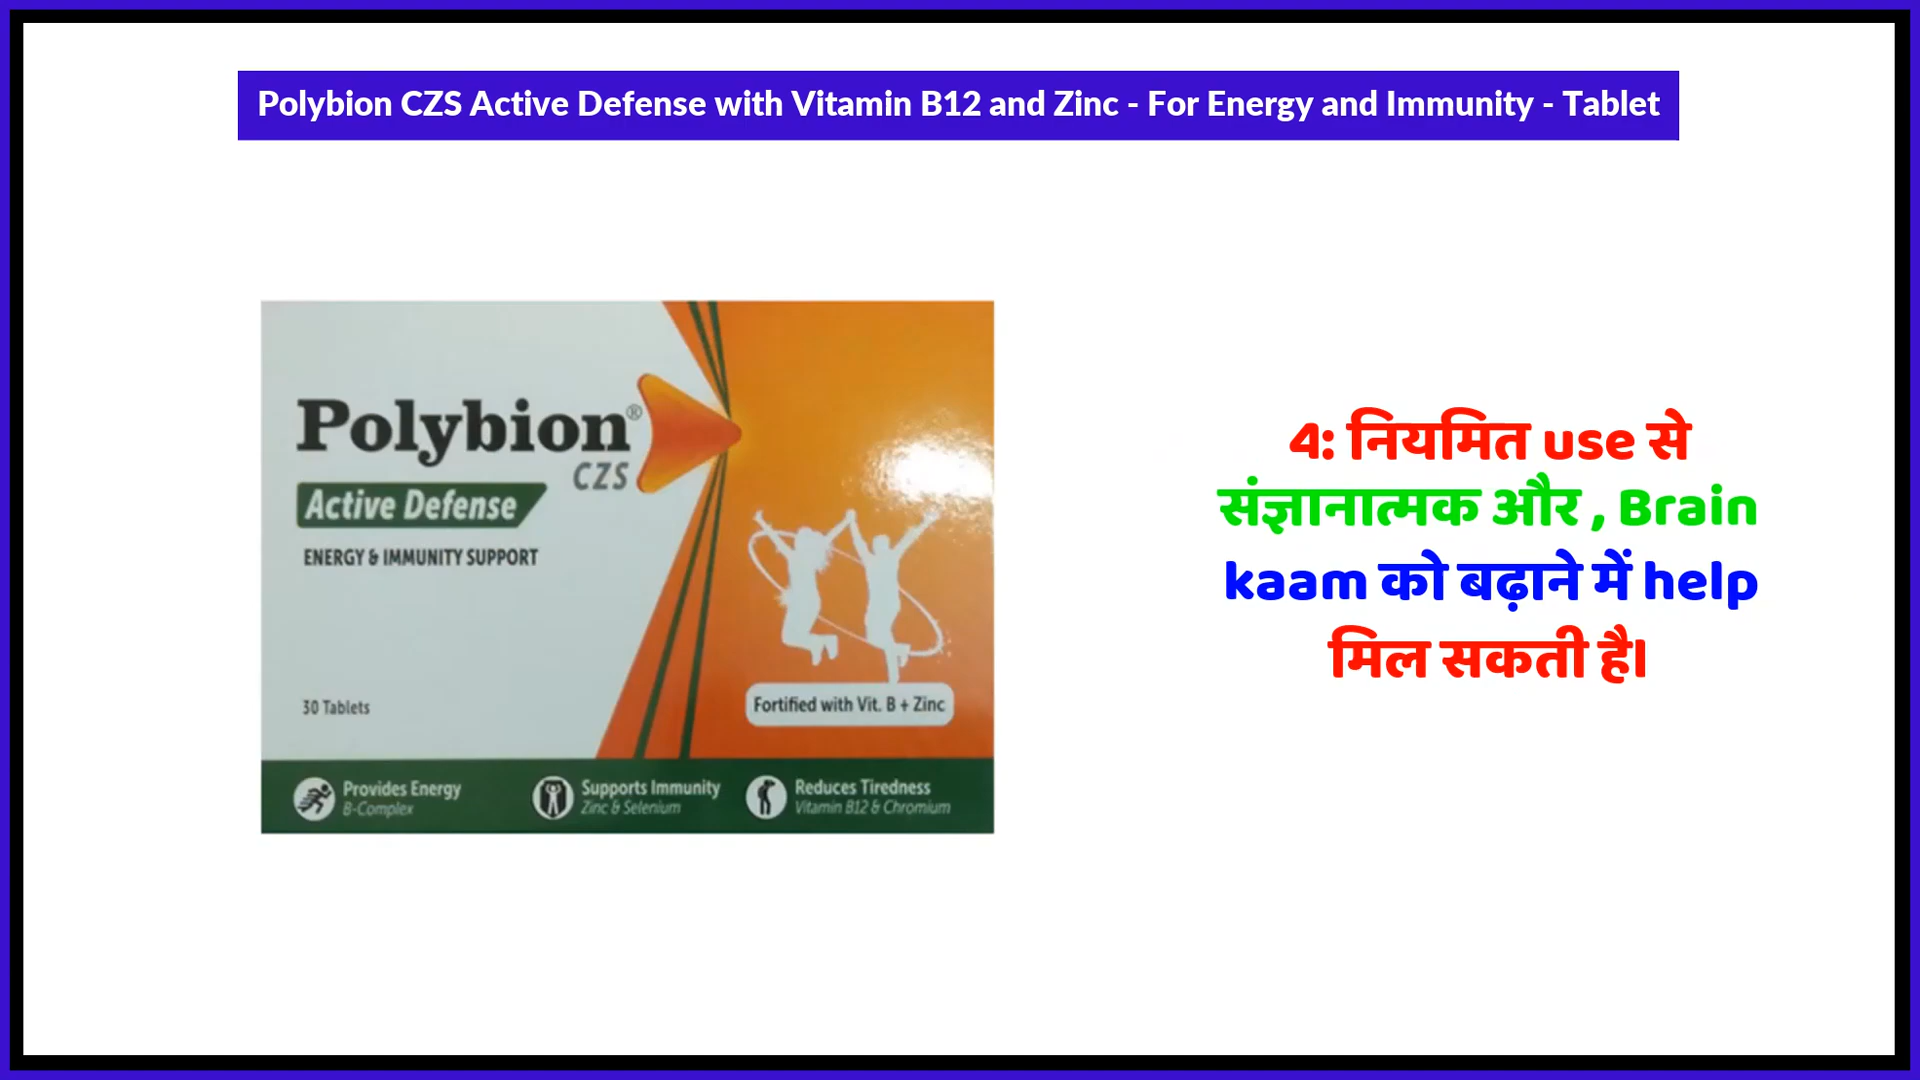 Polybion CZS Active Defense with Vitamin B12 and Zinc - For Energy and Immunity - Tablet
Polybion®
CZS
Active Defense
ENERGY & IMMUNITY SUPPORT
30 Tablets
Fortified with Vit. B + Zinc
Provides Energy
B-Complex
Supports Immunity
Zinc & Selenium
Reduces Tiredness
Vitamin B12 & Chromium
4: नियमित use से
संज्ञानात्मक और , Brain
kaam को बढ़ाने में help
मिल सकती है।